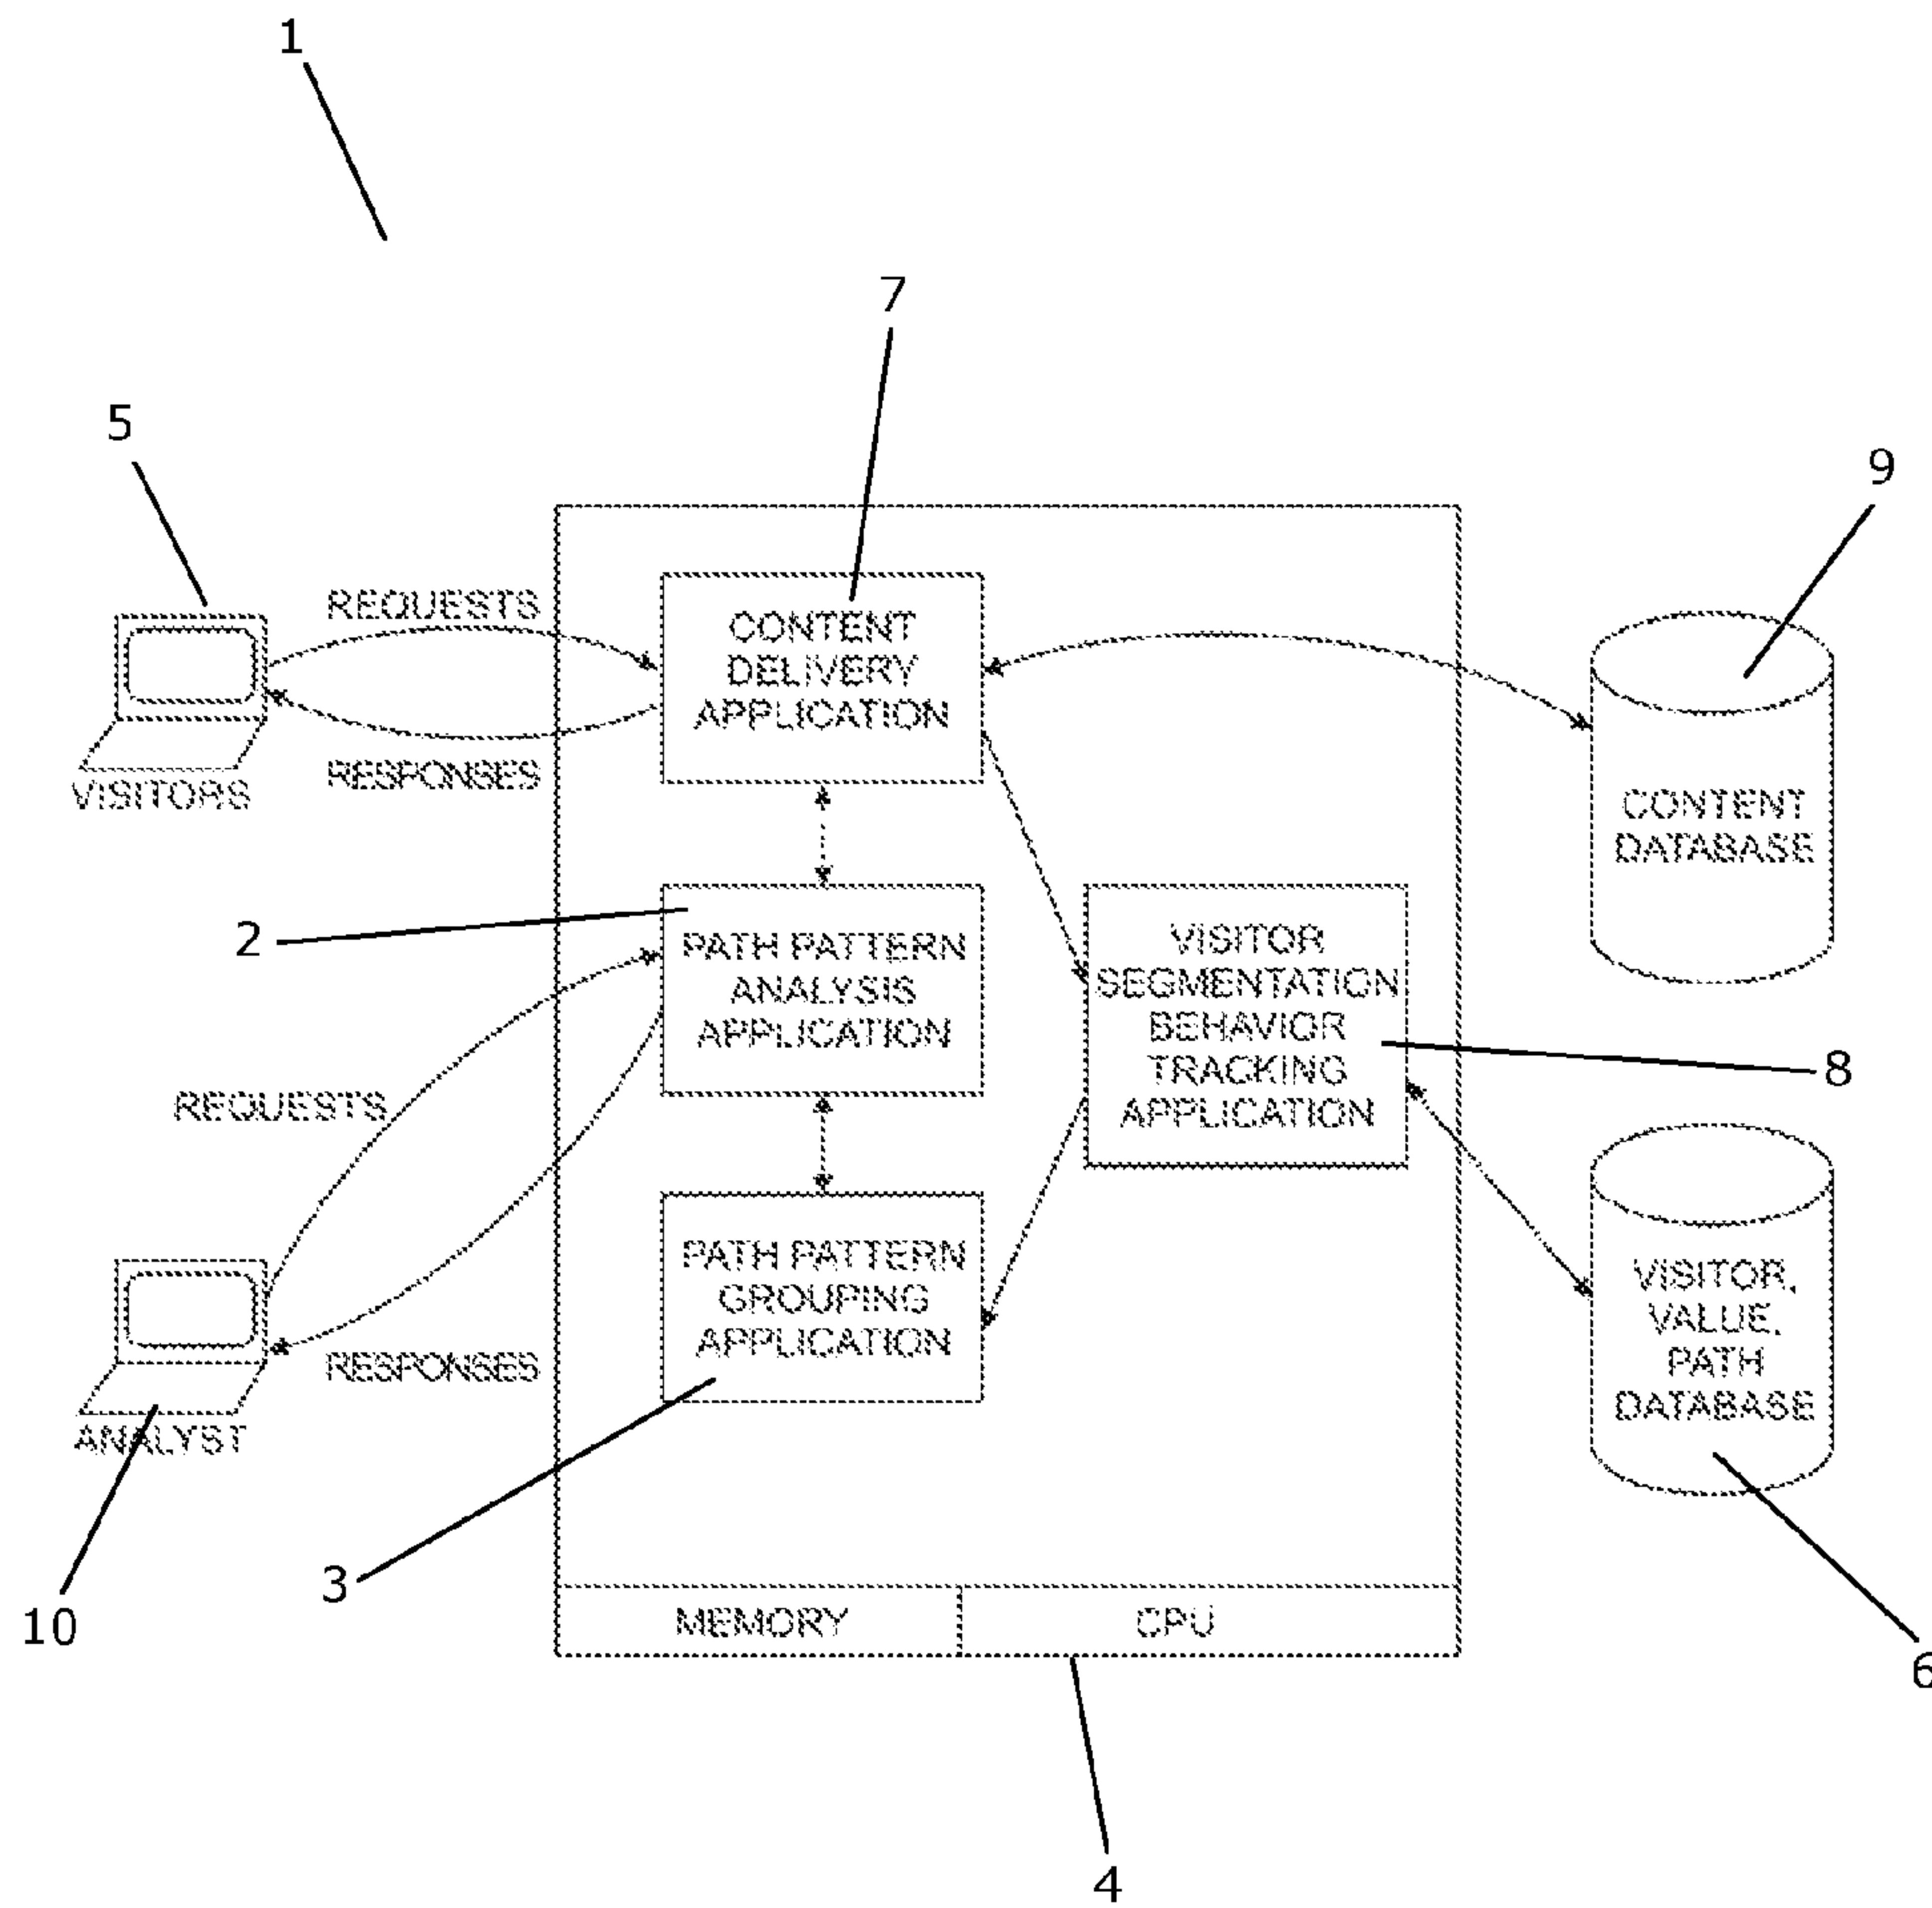 1
7
5
9
REQUESTS
CONTENT
DELIVERY
APPLICATION
RESPONSES
VISITORS
CONTENT
DATABASE
2
PATH PATTERN
ANALYSIS
APPLICATION
VISITOR
SEGMENTATION
BEHAVIOR
TRACKING
APPLICATION
8
REQUESTS
PATH PATTERN
GROUPING
APPLICATION
VISITOR,
VALUE,
PATH
DATABASE
RESPONSES
ANALYST
3
10
MEMORY
CPU
6
4